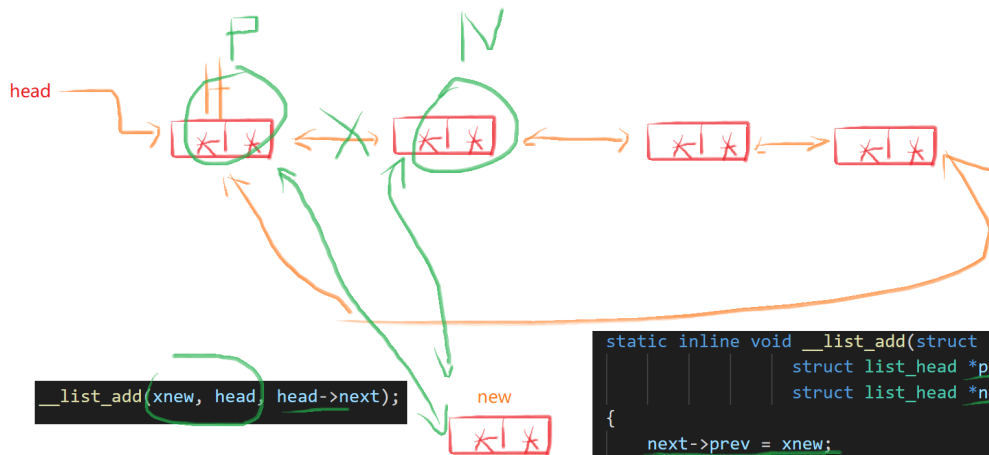 P
N
head
H
* *
* *
* *
* *
X
__list_add(xnew, head, head->next);
new
* *
static inline void __list_add(struct
struct list_head *p
struct list_head *n
{
next->prev = xnew;